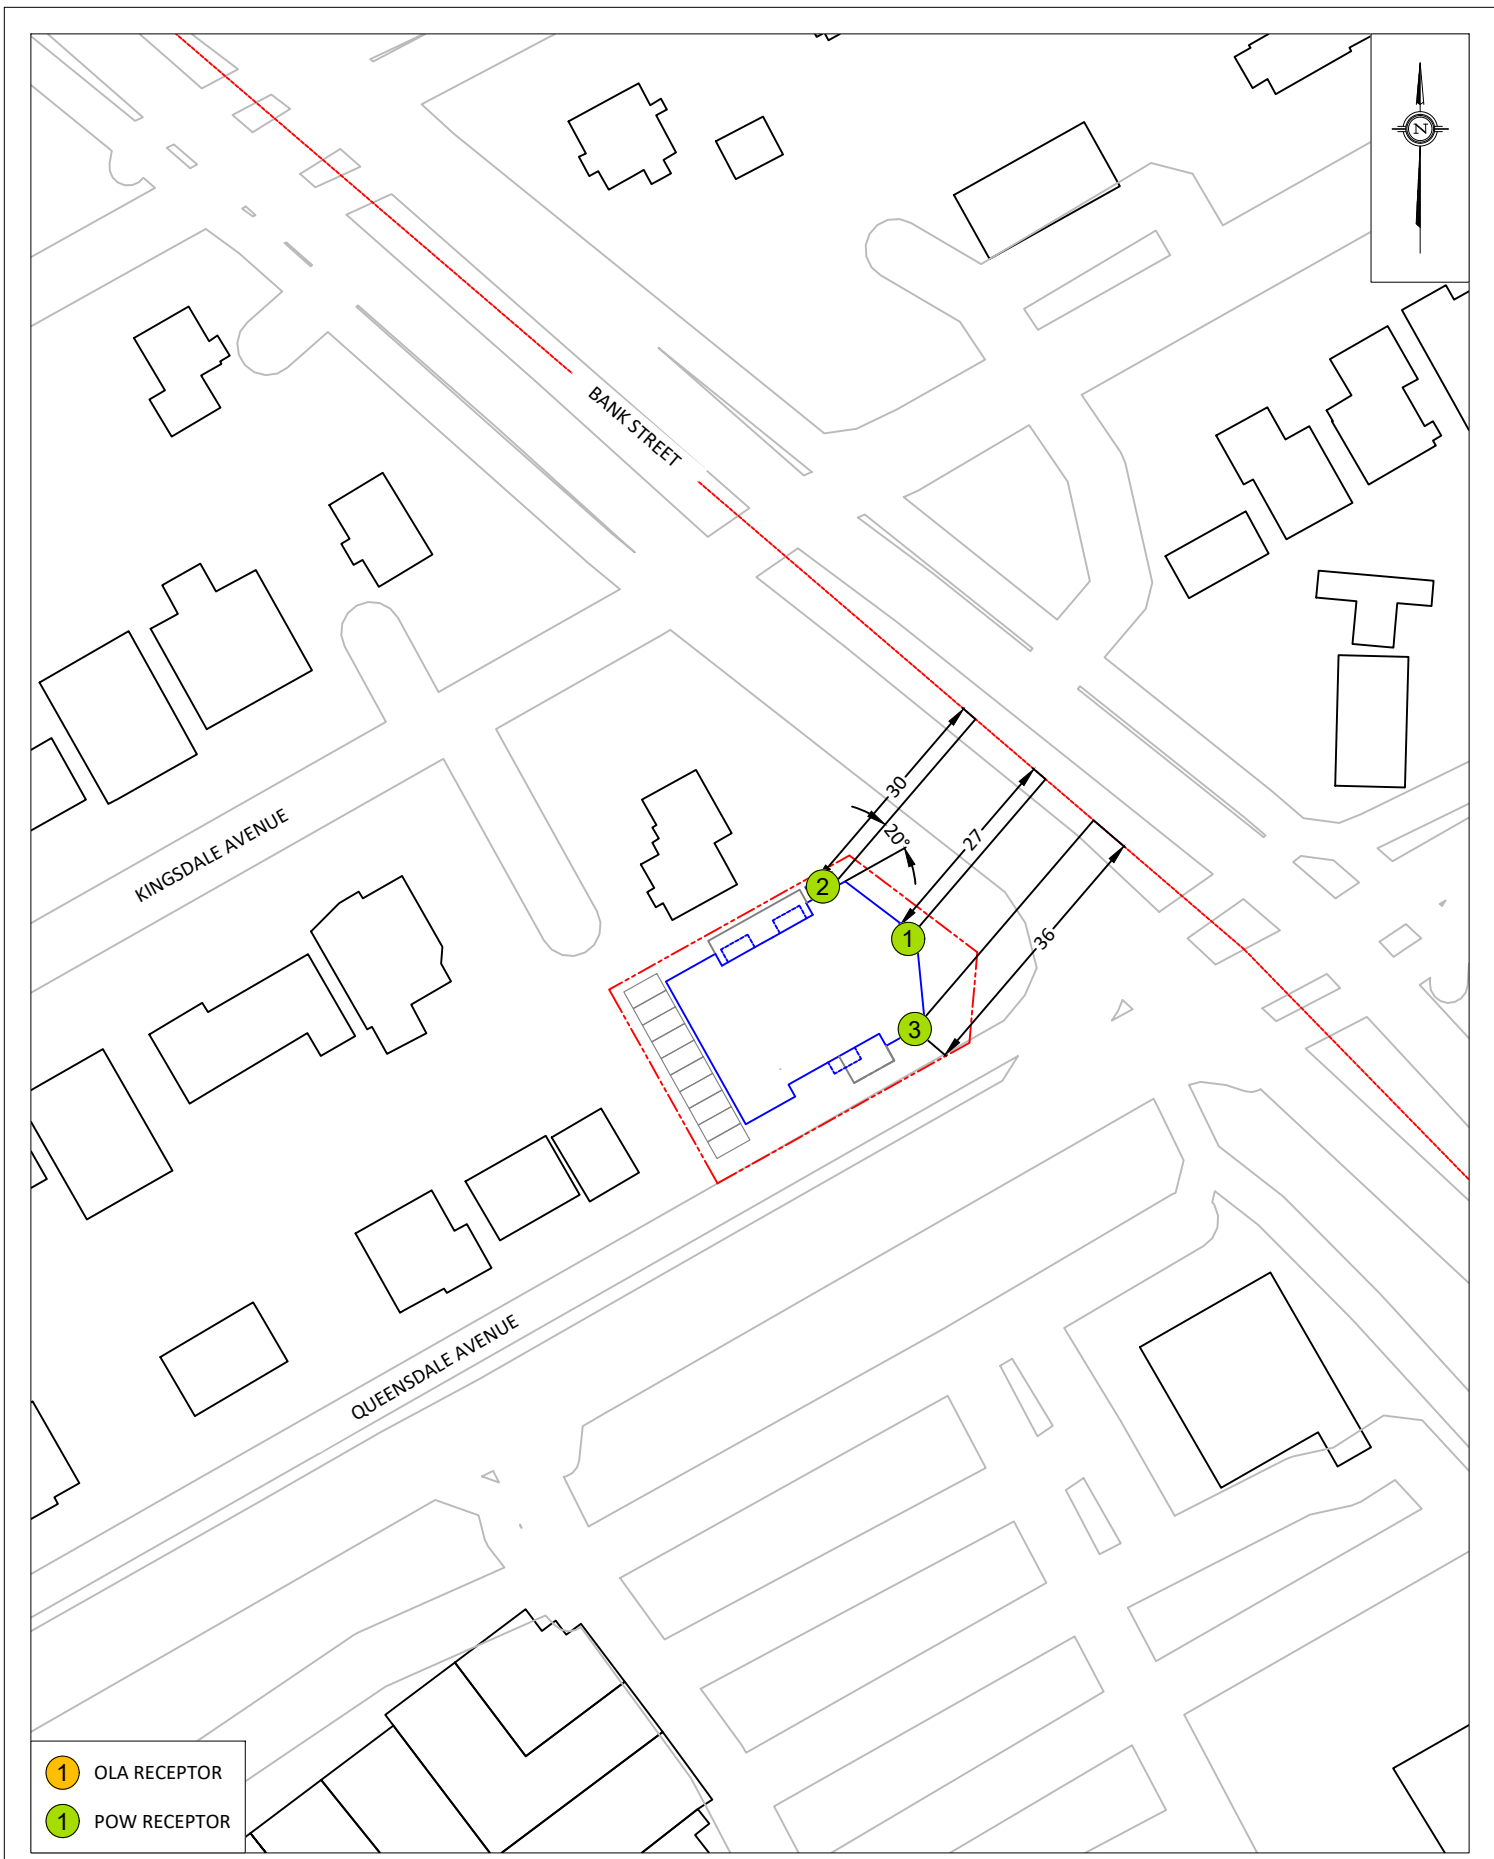 N
BANK STREET
30
20°
27
KINGSDALE AVENUE
2
1
36
3
QUEENSDALE AVENUE
1 OLA RECEPTOR
1 POW RECEPTOR